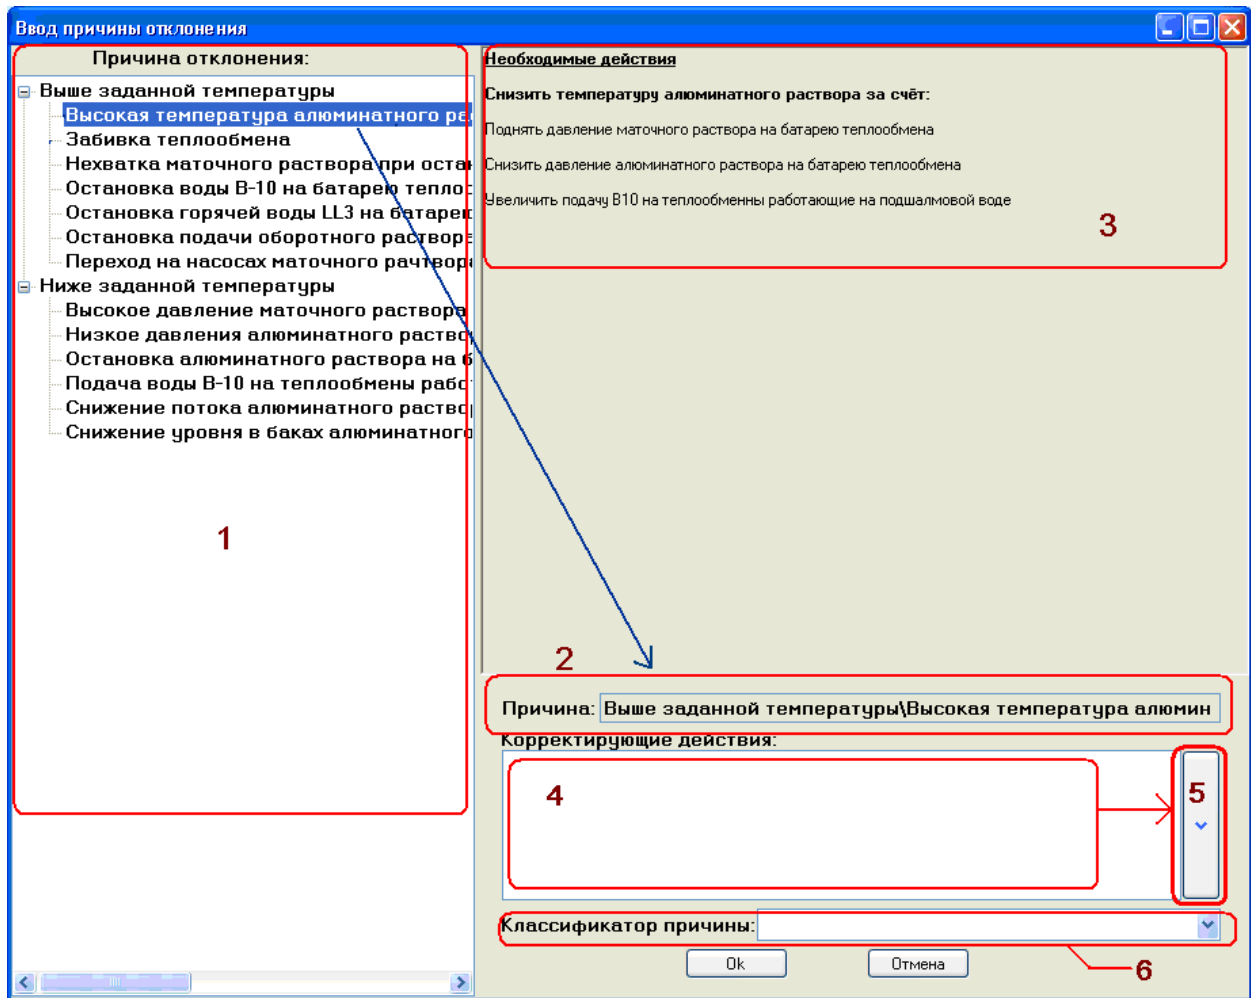 Ввод причины отклонения
Причина отклонения:
Выше заданной температуры
Высокая температура алюминатного ра
Забивка теплообмена
Нехватка маточного раствора при оста
Остановка воды В-10 на батарею теплос
Остановка горячей воды LL3 на батаре
Остановка подачи оборотного раствора
Переход на насосах маточного рачтвора
Ниже заданной температуры
Высокое давление маточного раствора
Низкое давления алюминатного раство
Остановка алюминатного раствора на б
Подача воды В-10 на теплообмены рабо
Снижение потока алюминатного раство
Снижение уровня в баках алюминатного
1
Необходимые действия
Снизить температуру алюминатного раствора за счёт:
Поднять давление маточного раствора на батарею теплообмена
Снизить давление алюминатного раствора на батарею теплообмена
Увеличить подачу В10 на теплообменны работающие на подшалмовой воде
3
2
Причина: Выше заданной температуры\Высокая температура алюмин
Корректирующие действия:
4
5
Классификатор причины:
Ok
Отмена
6